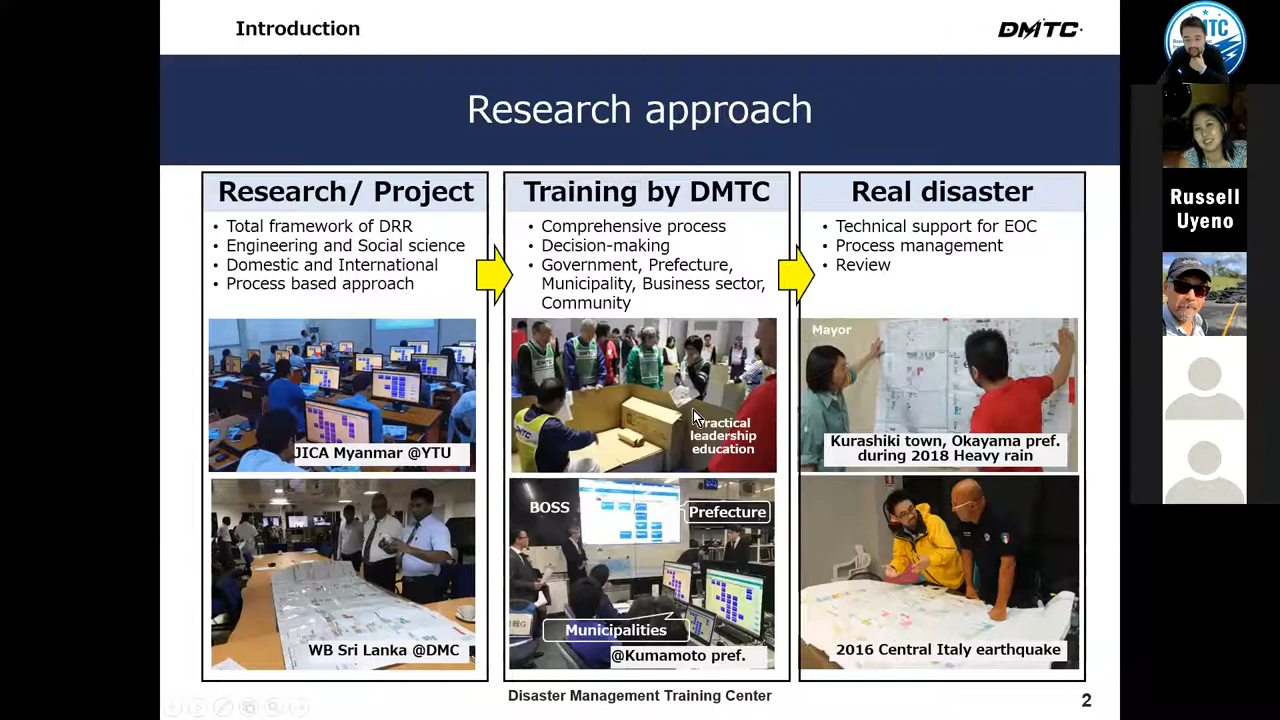 Introduction
DMTC
Research approach
Research/ Project
• Total framework of DRR
• Engineering and Social science
• Domestic and International
• Process based approach
JICA Myanmar @YTU
WB Sri Lanka @DMC
Training by DMTC
• Comprehensive process
• Decision-making
• Government, Prefecture,
Municipality, Business sector,
Community
DMTC
DMTC
Practical
leadership
education
BOSS
Prefecture
Municipalities
@Kumamoto pref.
Real disaster
• Technical support for EOC
• Process management
• Review
Mayor
Kurashiki town, Okayama pref.
during 2018 Heavy rain
2016 Central Italy earthquake
Disaster Management Training Center
2
Russell
Uyeno